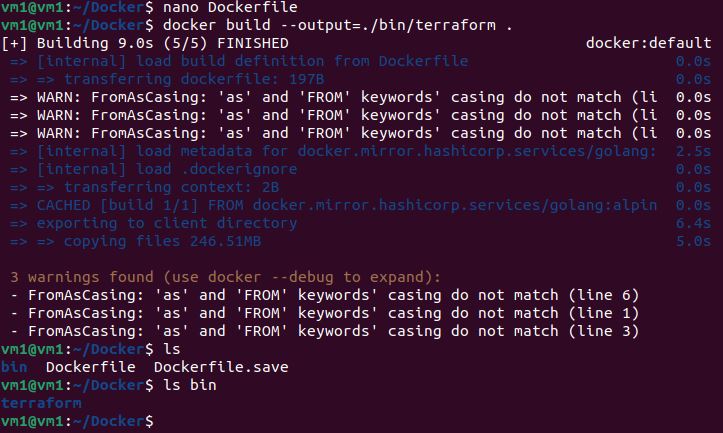 vm1@vm1:~/Docker$ nano Dockerfile
vm1@vm1:~/Docker$ docker build --output=./bin/terraform .
[+] Building 9.0s (5/5) FINISHED docker:default
=> [internal] load build definition from Dockerfile 0.0s
=> => transferring dockerfile: 197B 0.0s
=> WARN: FromAsCasing: 'as' and 'FROM' keywords' casing do not match (li 0.0s
=> WARN: FromAsCasing: 'as' and 'FROM' keywords' casing do not match (li 0.0s
=> WARN: FromAsCasing: 'as' and 'FROM' keywords' casing do not match (li 0.0s
=> [internal] load metadata for docker.mirror.hashicorp.services/golang: 2.5s
=> [internal] load .dockerignore 0.0s
=> => transferring context: 2B 0.0s
=> CACHED [build 1/1] FROM docker.mirror.hashicorp.services/golang:alpin 0.0s
=> exporting to client directory 6.4s
=> => copying files 246.51MB 5.0s
3 warnings found (use docker --debug to expand):
- FromAsCasing: 'as' and 'FROM' keywords' casing do not match (line 6)
- FromAsCasing: 'as' and 'FROM' keywords' casing do not match (line 1)
- FromAsCasing: 'as' and 'FROM' keywords' casing do not match (line 3)
vm1@vm1:~/Docker$ ls
bin Dockerfile Dockerfile.save
vm1@vm1:~/Docker$ ls bin
terraform
vm1@vm1:~/Docker$